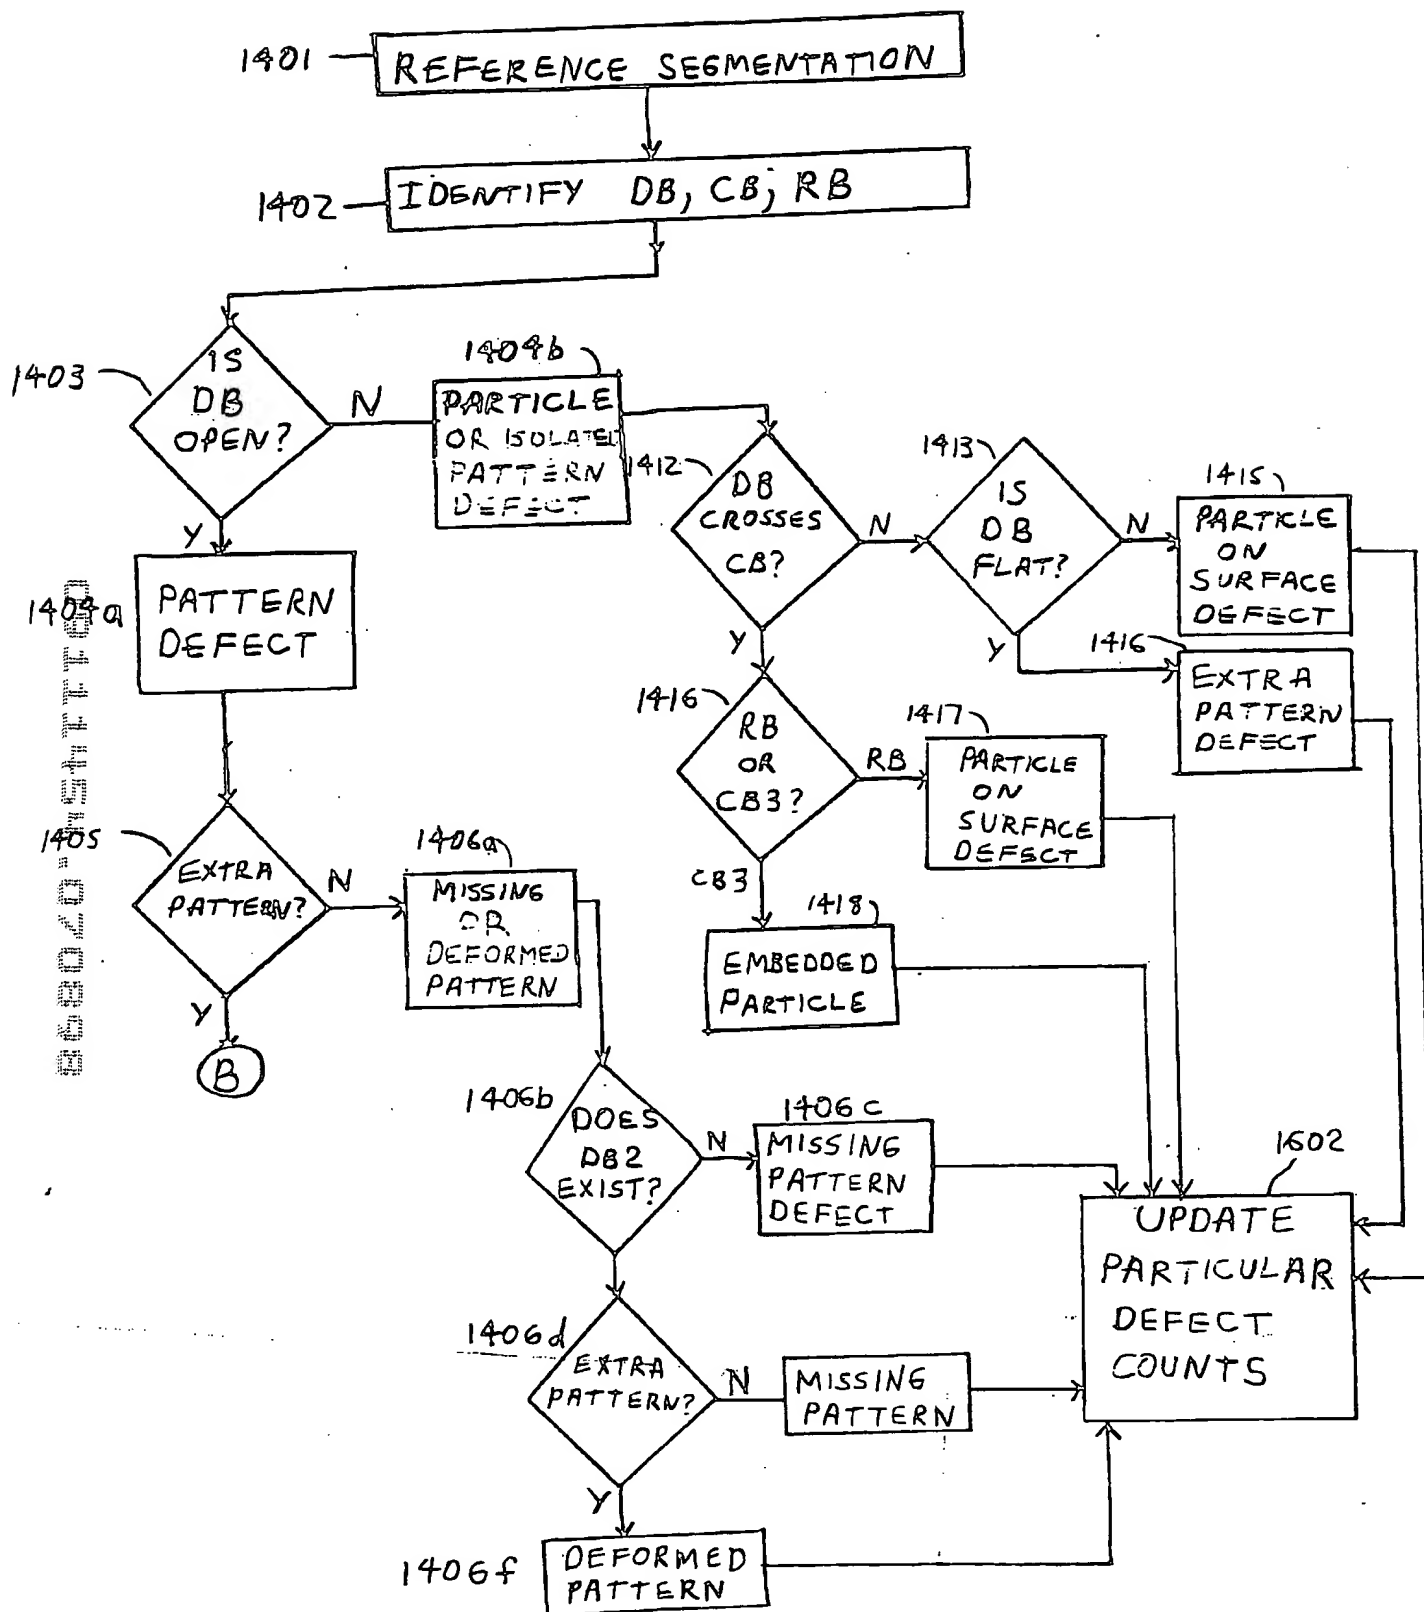 1401
REFERENCE SEGMENTATION
1402
IDENTIFY DB, CB, RB
1403
IS
DB
OPEN?
N
Y
1404b
PARTICLE
OR ISOLATED
PATTERN
DEFECT
1412
DB
CROSSES
CB?
N
Y
1413
IS
DB
FLAT?
N
Y
1415
PARTICLE
ON
SURFACE
DEFECT
1416
EXTRA
PATTERN
DEFECT
1404a
PATTERN
DEFECT
1416
RB
OR
CB3?
RB
CB3
1417
PARTICLE
ON
SURFACE
DEFECT
1418
EMBEDDED
PARTICLE
1405
EXTRA
PATTERN?
N
Y
B
1406a
MISSING
OR
DEFORMED
PATTERN
1406b
DOES
DB2
EXIST?
N
1406c
MISSING
PATTERN
DEFECT
1602
UPDATE
PARTICULAR
DEFECT
COUNTS
1406d
EXTRA
PATTERN?
N
Y
MISSING
PATTERN
1406f
DEFORMED
PATTERN